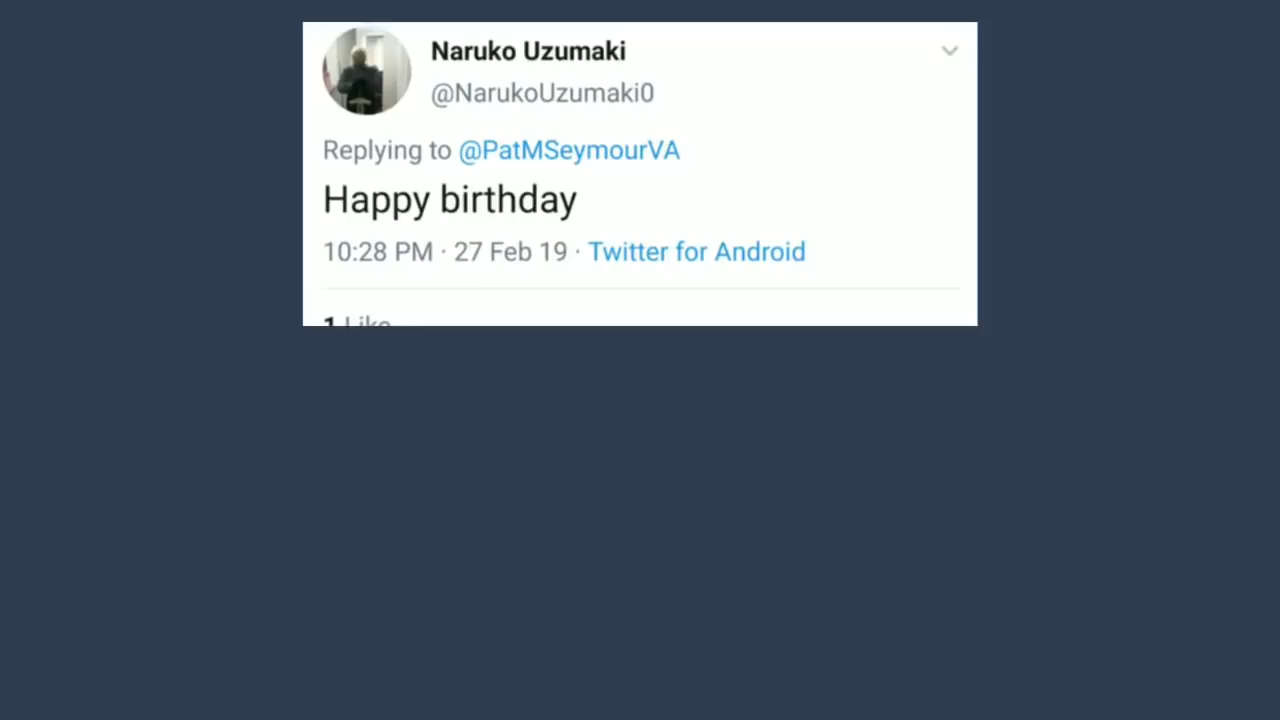 Naruko Uzumaki
@NarukoUzumaki0
Replying to @PatMSeymourVA
Happy birthday
10:28 PM · 27 Feb 19 · Twitter for Android
1 Like